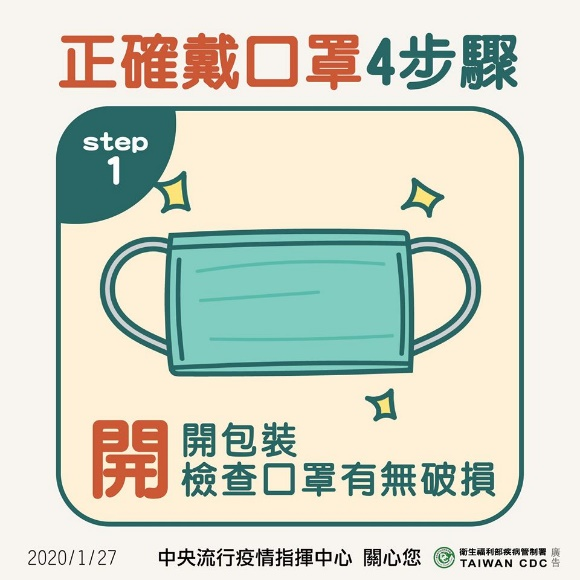 正確戴口罩4步驟
step
1
開
開包裝
檢查口罩有無破損
2020/1/27
中央流行疫情指揮中心 關心您
衛生福利部疾病管制署
TAIWAN CDC
廣告